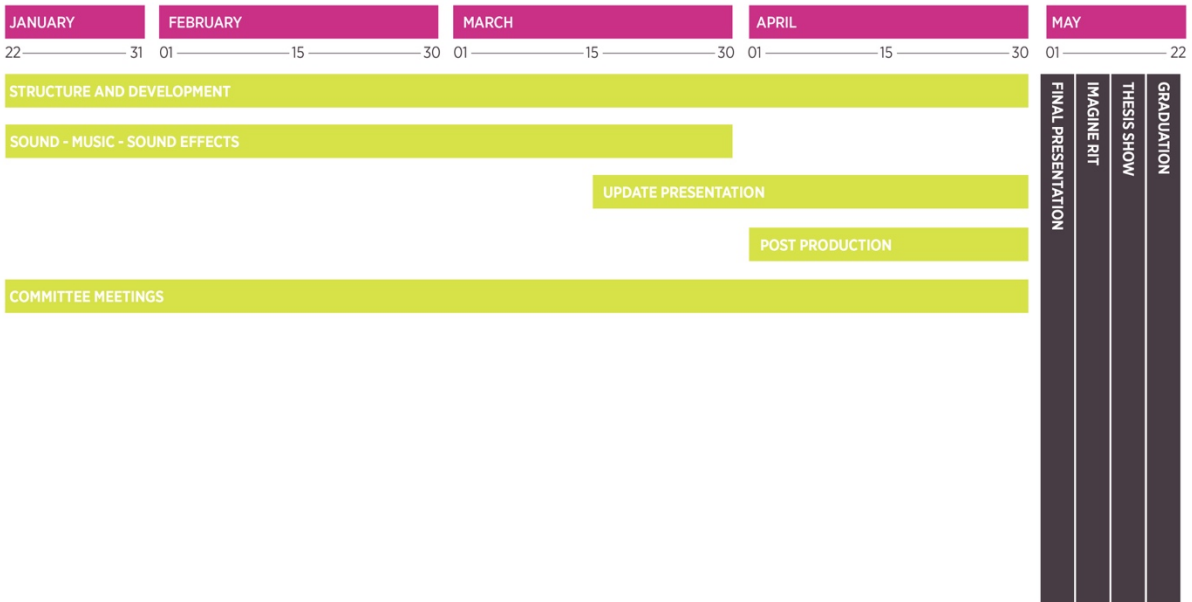 JANUARY FEBRUARY MARCH APRIL MAY
22 31 01 15 30 01 15 30 01 15 30 01 22
STRUCTURE AND DEVELOPMENT
SOUND - MUSIC - SOUND EFFECTS
UPDATE PRESENTATION
POST PRODUCTION
COMMITTEE MEETINGS
FINAL PRESENTATION
IMAGINE RIT
THESIS SHOW
GRADUATION